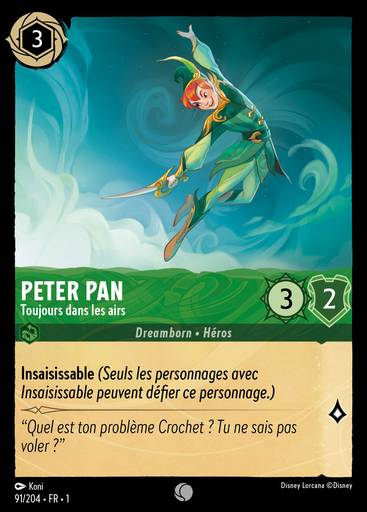 3
PETER PAN
Toujours dans les airs
3
2
Dreamborn • Héros
Insaisissable (Seuls les personnages avec
Insaisissable peuvent défier ce personnage.)
“Quel est ton problème Crochet ? Tu ne sais pas
voler ?”
Koni
Disney Lorcana ©Disney
91/204 • FR • 1